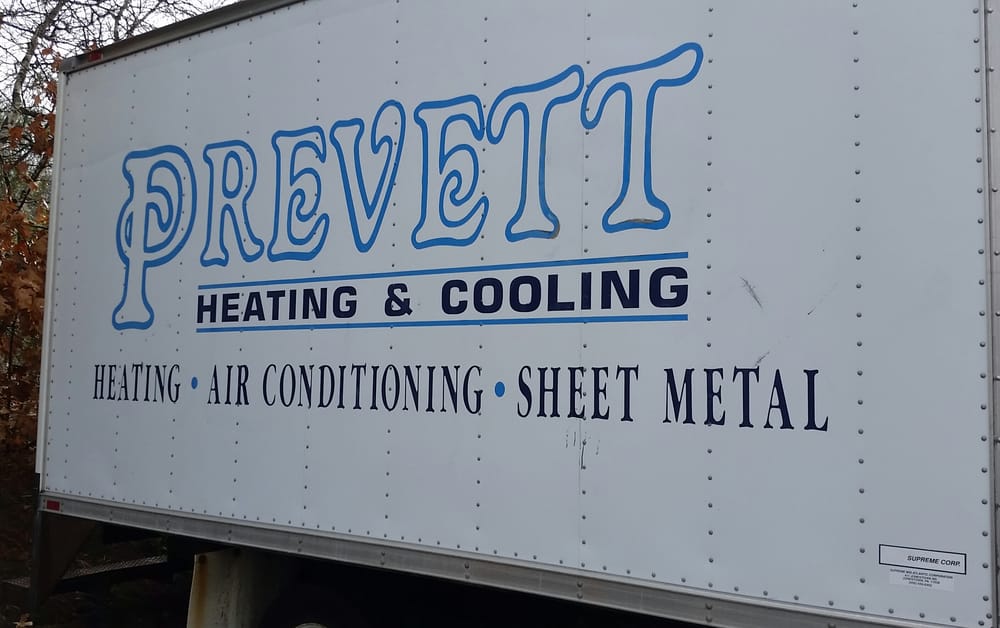 PREVETT
HEATING & COOLING
HEATING • AIR CONDITIONING • SHEET METAL
SUPREME CORP.